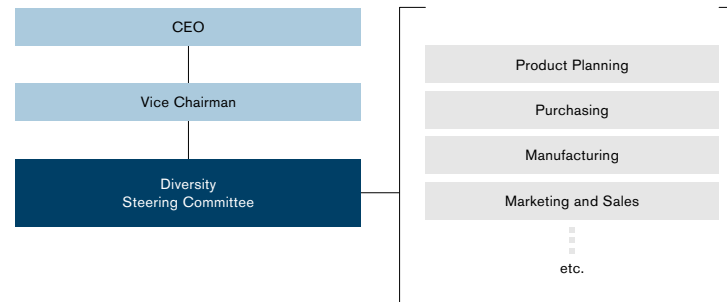 CEO
Vice Chairman
Diversity
Steering Committee
Product Planning
Purchasing
Manufacturing
Marketing and Sales
etc.